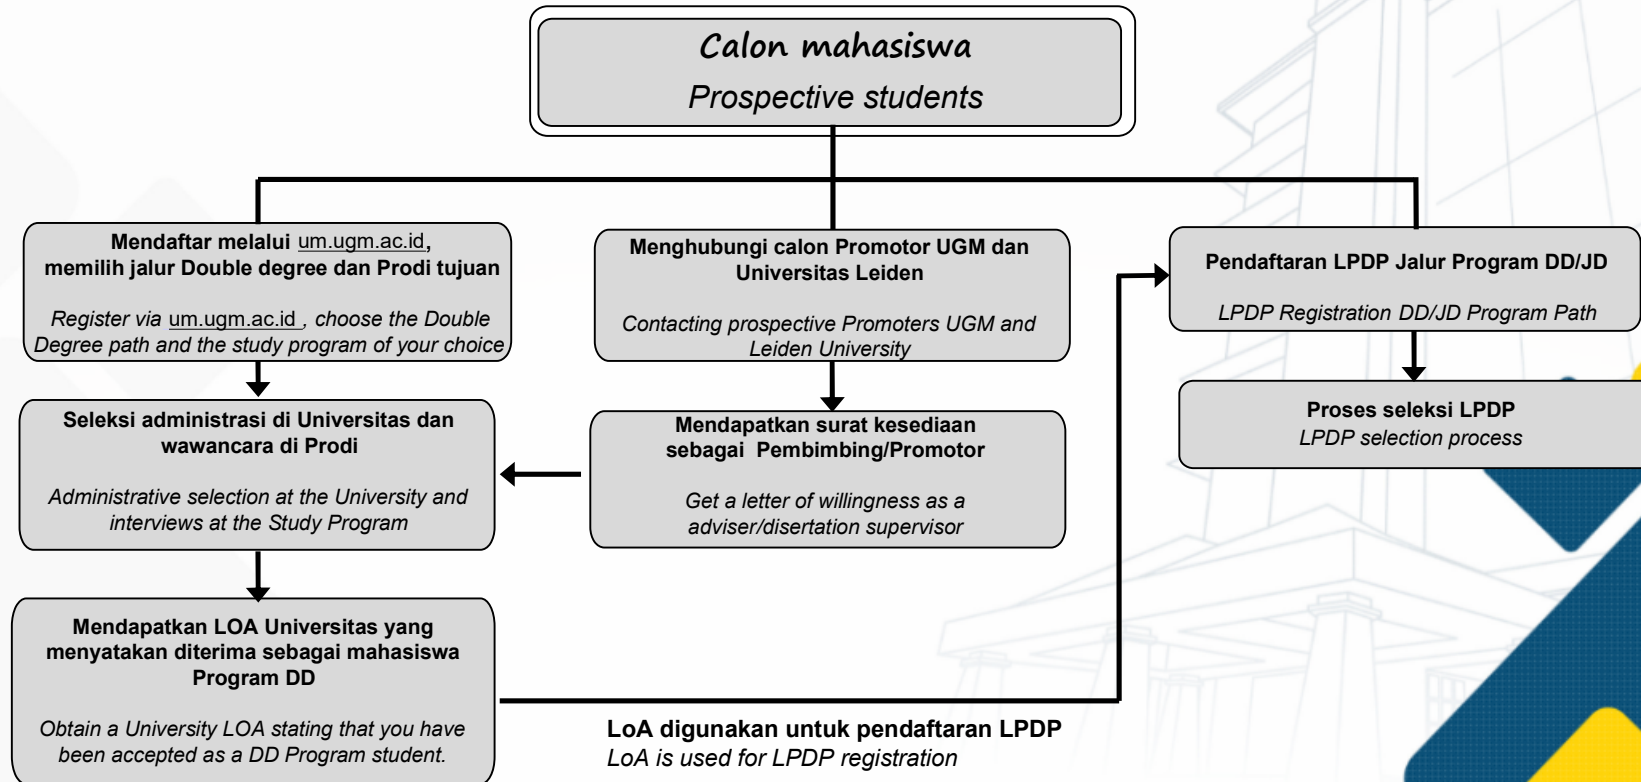 Calon mahasiswa
Prospective students
Mendaftar melalui um.ugm.ac.id,
memilih jalur Double degree dan Prodi tujuan
Register via um.ugm.ac.id , choose the Double
Degree path and the study program of your choice
Menghubungi calon Promotor UGM dan
Universitas Leiden
Contacting prospective Promoters UGM and
Leiden University
Pendaftaran LPDP Jalur Program DD/JD
LPDP Registration DD/JD Program Path
Seleksi administrasi di Universitas dan
wawancara di Prodi
Administrative selection at the University and
interviews at the Study Program
Mendapatkan surat kesediaan
sebagai Pembimbing/Promotor
Get a letter of willingness as a
adviser/disertation supervisor
Proses seleksi LPDP
LPDP selection process
Mendapatkan LOA Universitas yang
menyatakan diterima sebagai mahasiswa
Program DD
Obtain a University LOA stating that you have
been accepted as a DD Program student.
LoA digunakan untuk pendaftaran LPDP
LoA is used for LPDP registration